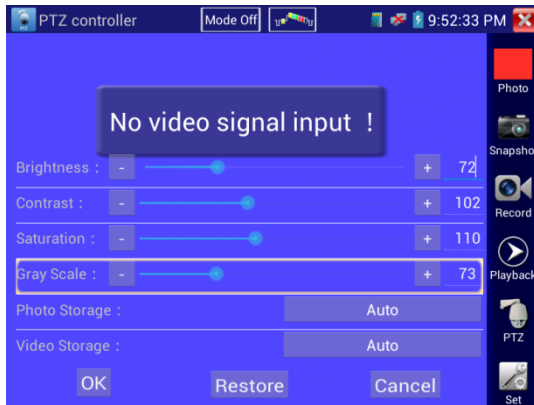 PTZ controller Mode Off 9:52:33 PM
Photo
No video signal input !
Snapsho
Brightness : - + 72
Contrast : - + 102
Record
Saturation : - + 110
Gray Scale : - + 73
Playback
Photo Storage : Auto
PTZ
Video Storage : Auto
OK Restore Cancel
Set